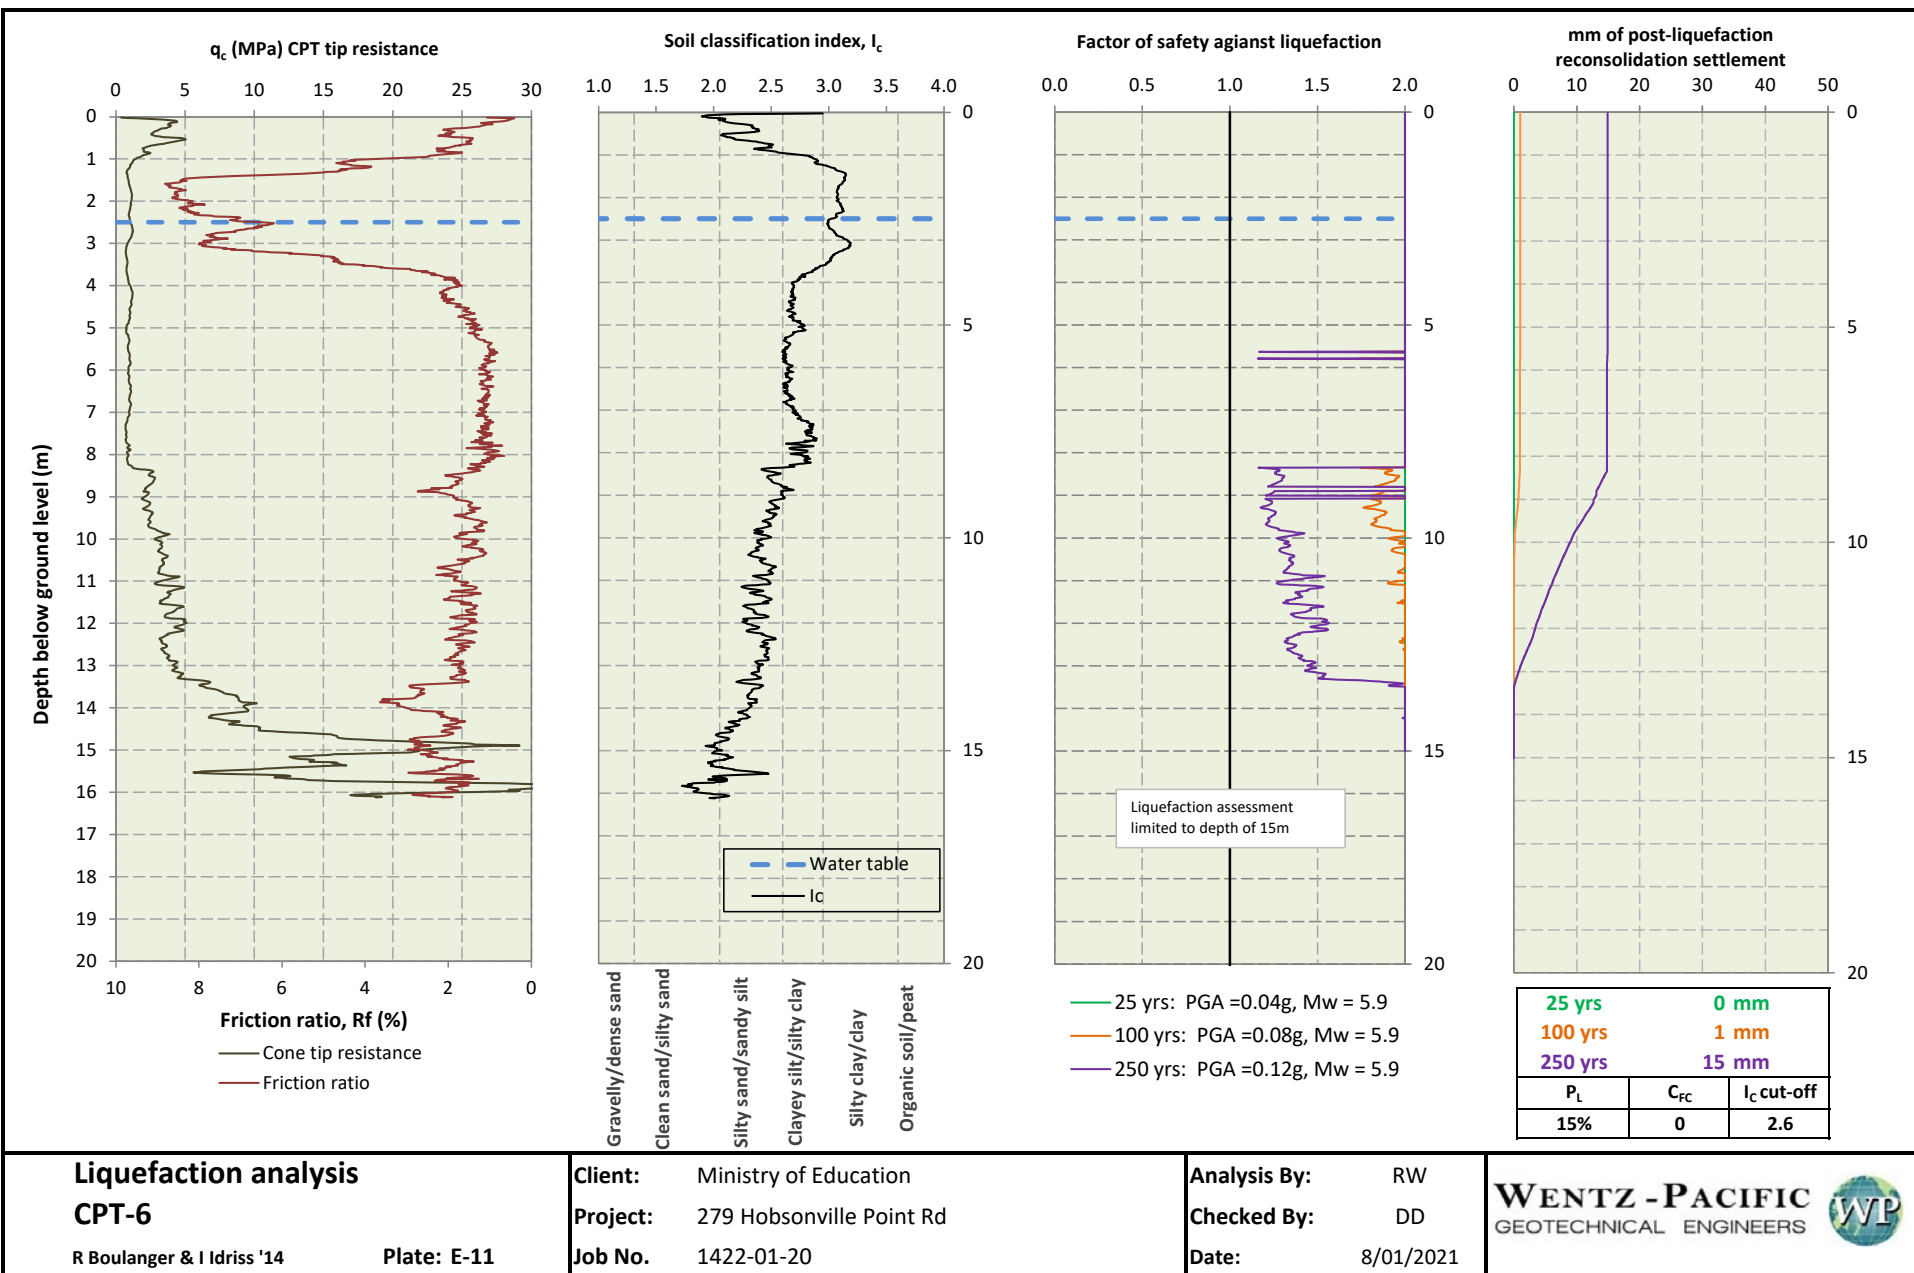 qc (MPa) CPT tip resistance
0 5 10 15 20 25 30
0
1
2
3
4
5
6
7
8
9
10
11
12
13
14
15
16
17
18
19
20
10 8 6 4 2 0
Depth below ground level (m)
Friction ratio, Rf (%)
Cone tip resistance
Friction ratio
Soil classification index, Ic
1.0 1.5 2.0 2.5 3.0 3.5 4.0
0
5
10
15
20
Water table
Ic
Gravelly/dense sand
Clean sand/silty sand
Silty sand/sandy silt
Clayey silt/silty clay
Silty clay/clay
Organic soil/peat
Factor of safety agianst liquefaction
0.0 0.5 1.0 1.5 2.0
0
5
10
15
20
Liquefaction assessment
limited to depth of 15m
25 yrs: PGA =0.04g, Mw = 5.9
100 yrs: PGA =0.08g, Mw = 5.9
250 yrs: PGA =0.12g, Mw = 5.9
mm of post-liquefaction
reconsolidation settlement
0 10 20 30 40 50
0
5
10
15
20
25 yrs 0 mm
100 yrs 1 mm
250 yrs 15 mm
PL CFC IC cut-off
15% 0 2.6
Liquefaction analysis
CPT-6
R Boulanger & I Idriss '14 Plate: E-11
Client: Ministry of Education
Project: 279 Hobsonville Point Rd
Job No. 1422-01-20
Analysis By: RW
Checked By: DD
Date: 8/01/2021
WENTZ - PACIFIC
GEOTECHNICAL ENGINEERS
WP